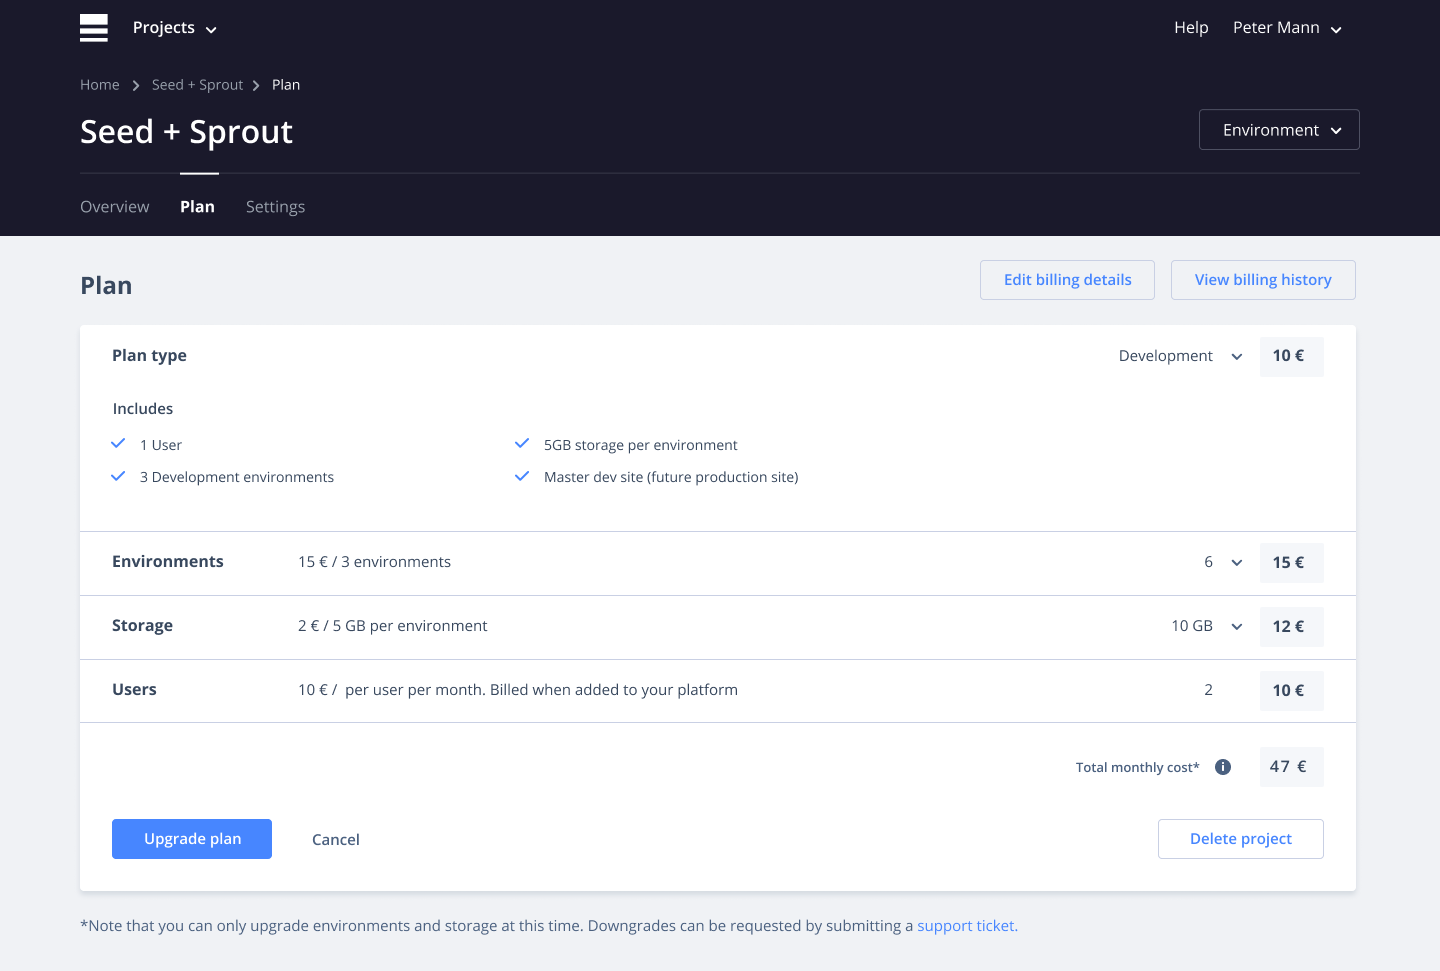 Projects
Help Peter Mann
Home Seed + Sprout Plan
Seed + Sprout
Environment
Overview Plan Settings
Plan
Edit billing details View billing history
Plan type Development 10 €
Includes
1 User 5GB storage per environment
3 Development environments Master dev site (future production site)
Environments 15 € / 3 environments 6 15 €
Storage 2 € / 5 GB per environment 10 GB 12 €
Users 10 € / per user per month. Billed when added to your platform 2 10 €
Total monthly cost* i 47 €
Upgrade plan Cancel Delete project
*Note that you can only upgrade environments and storage at this time. Downgrades can be requested by submitting a support ticket.